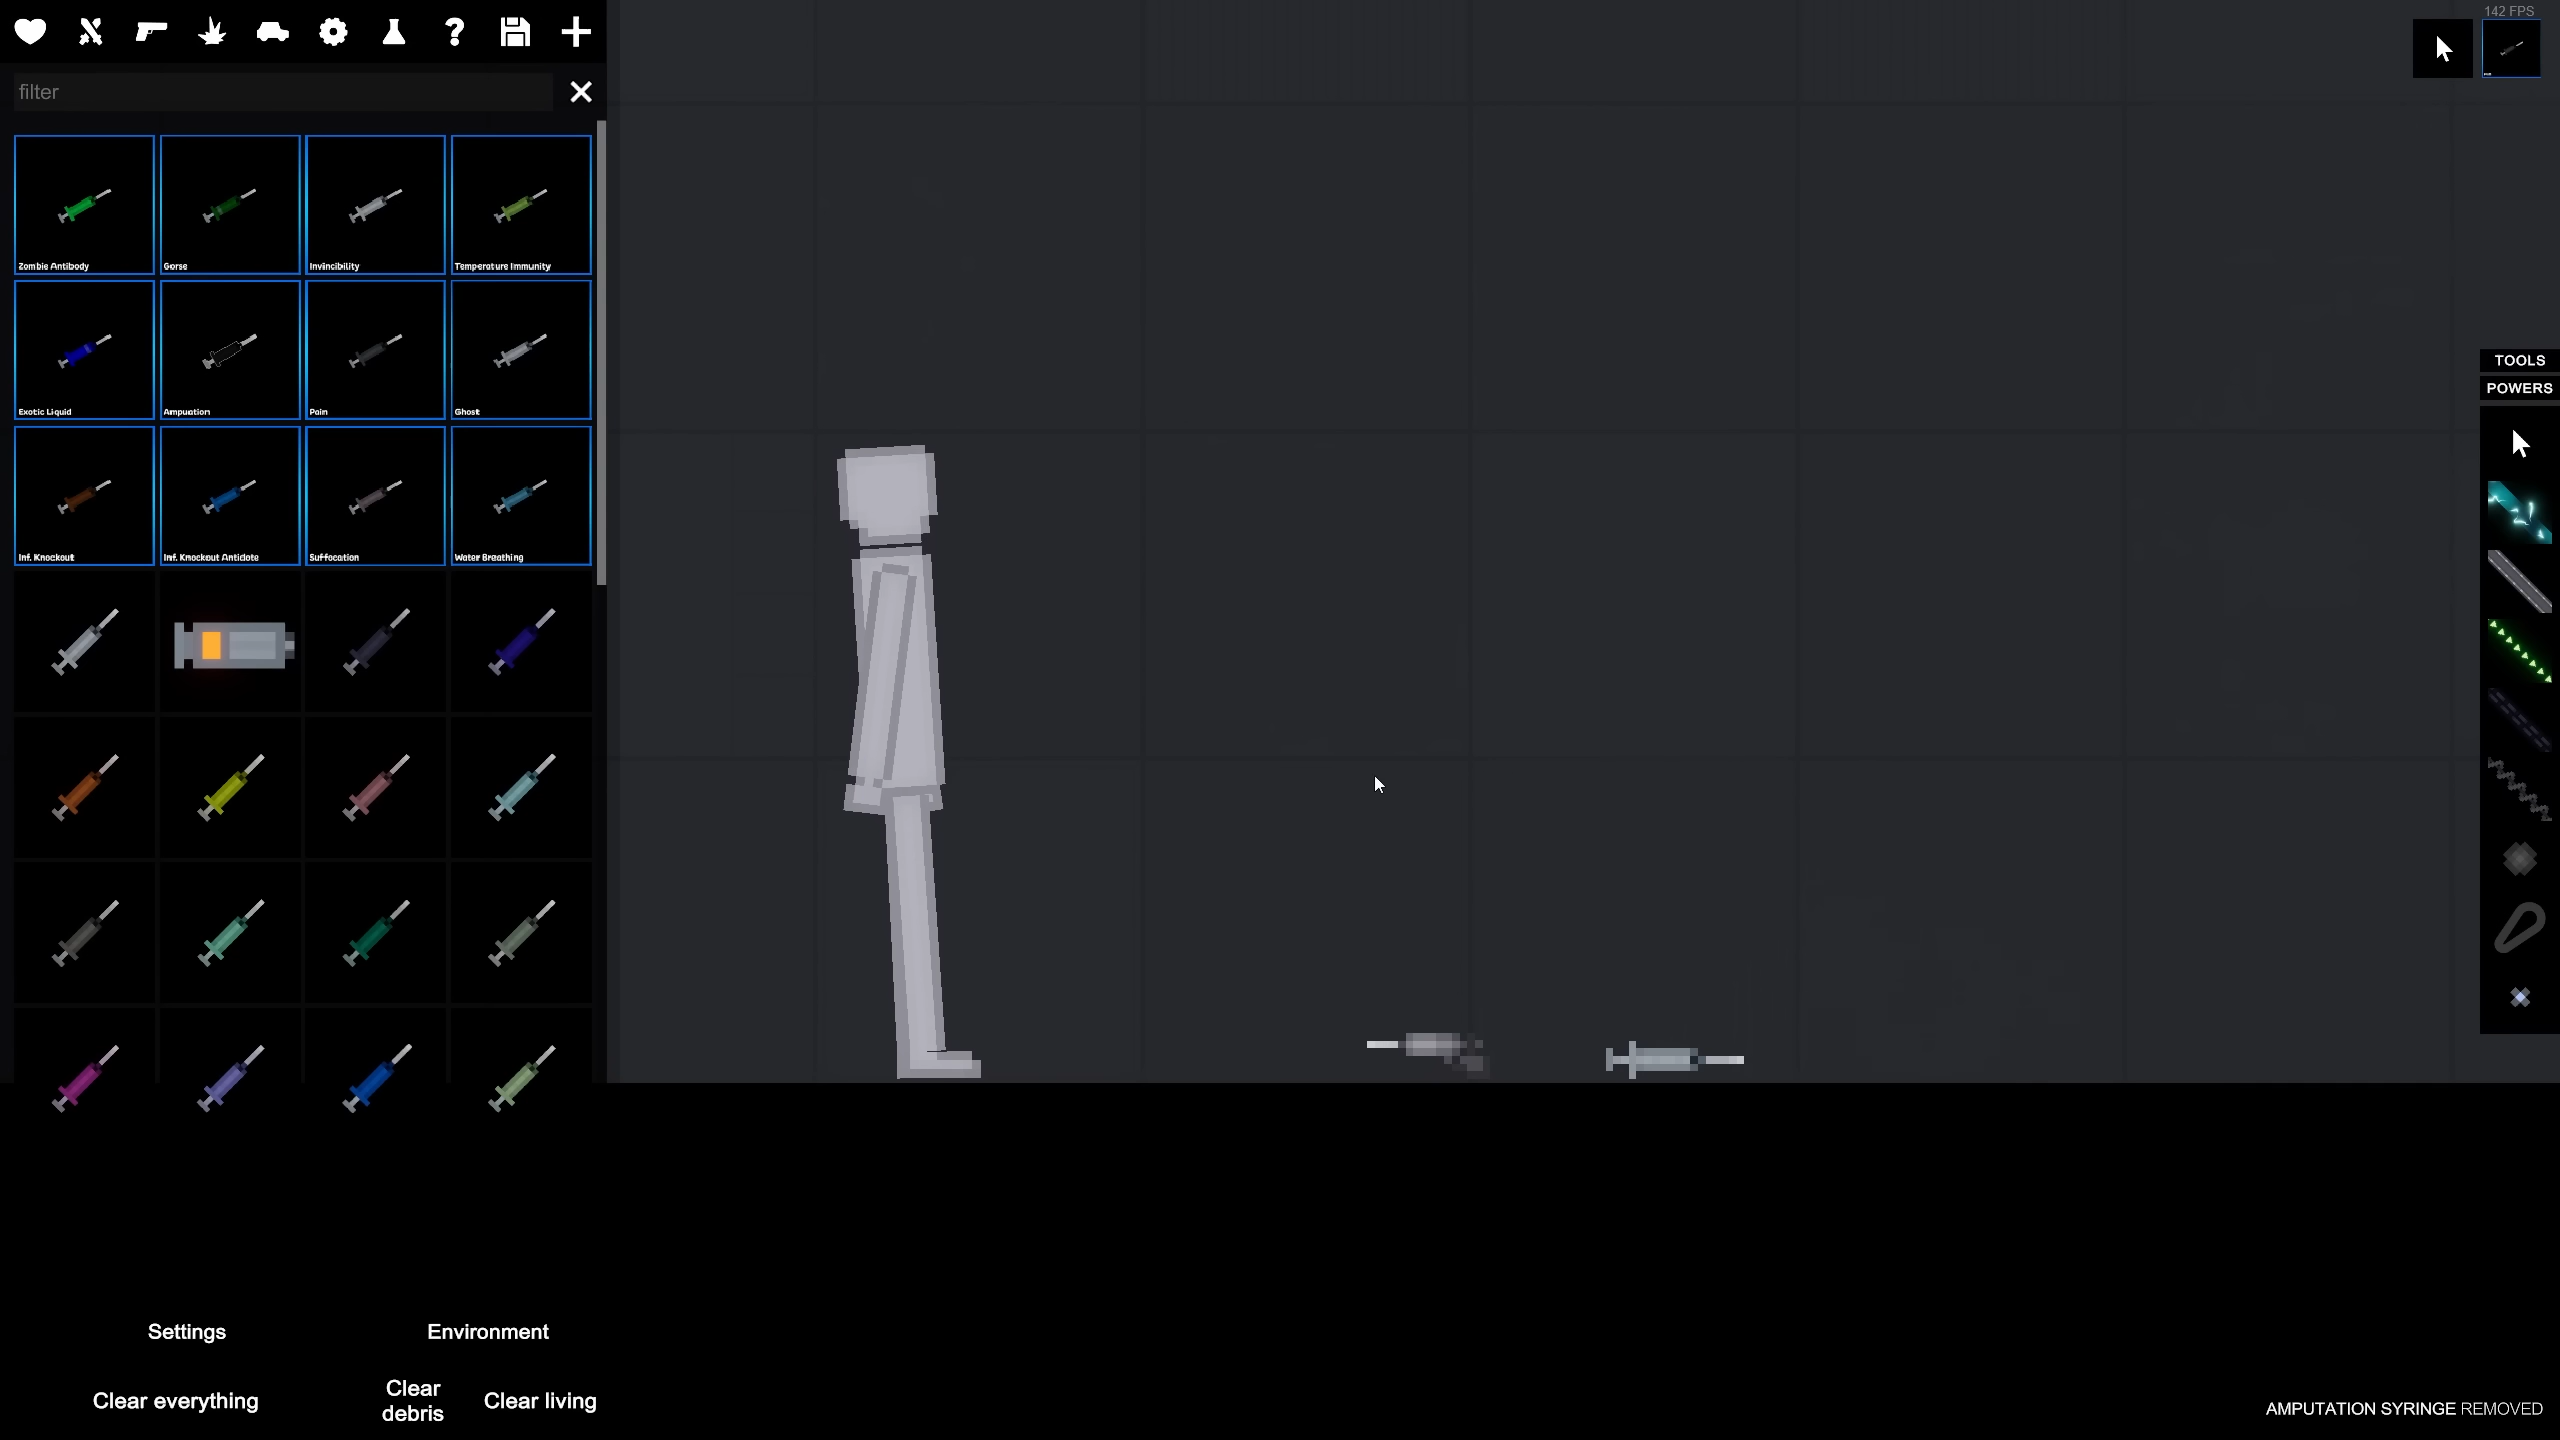 142 FPS
filter
Zombie Antibody
Gorse
Invincibility
Temperature Immunity
Exotic Liquid
Ampuation
Pain
Ghost
Inf. Knockout
Inf. Knockout Antidote
Suffocation
Water Breathing
TOOLS
POWERS
Settings
Environment
Clear everything
Clear
debris
Clear living
AMPUTATION SYRINGE REMOVED